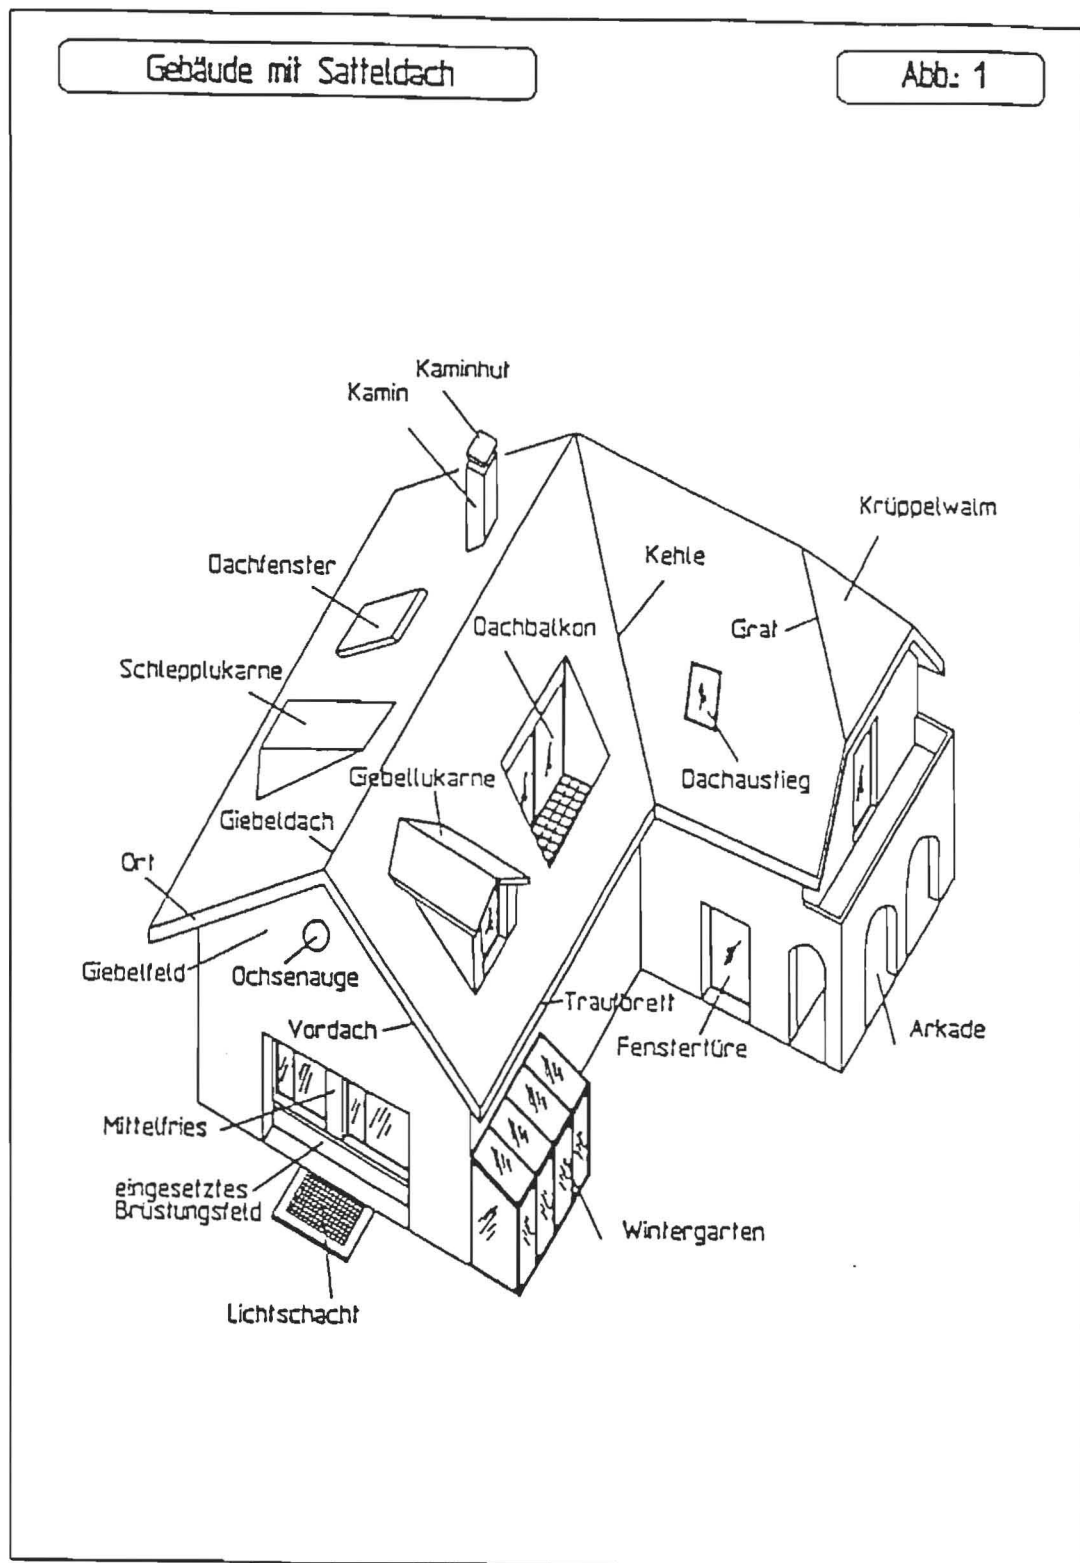 Gebäude mit Satteldach
Abb.: 1
Kaminhut
Kamin
Krüppelwalm
Kehle
Dachfenster
Dachbalkon
Grat
Schlepplukarne
Giebellukarne
Dachaustieg
Giebeldach
Ort
Giebelfeld
Ochsenauge
Traufbrett
Vordach
Arkade
Fenstertüre
Mittelfries
eingesetztes
Brüstungsfeld
Wintergarten
Lichtschacht